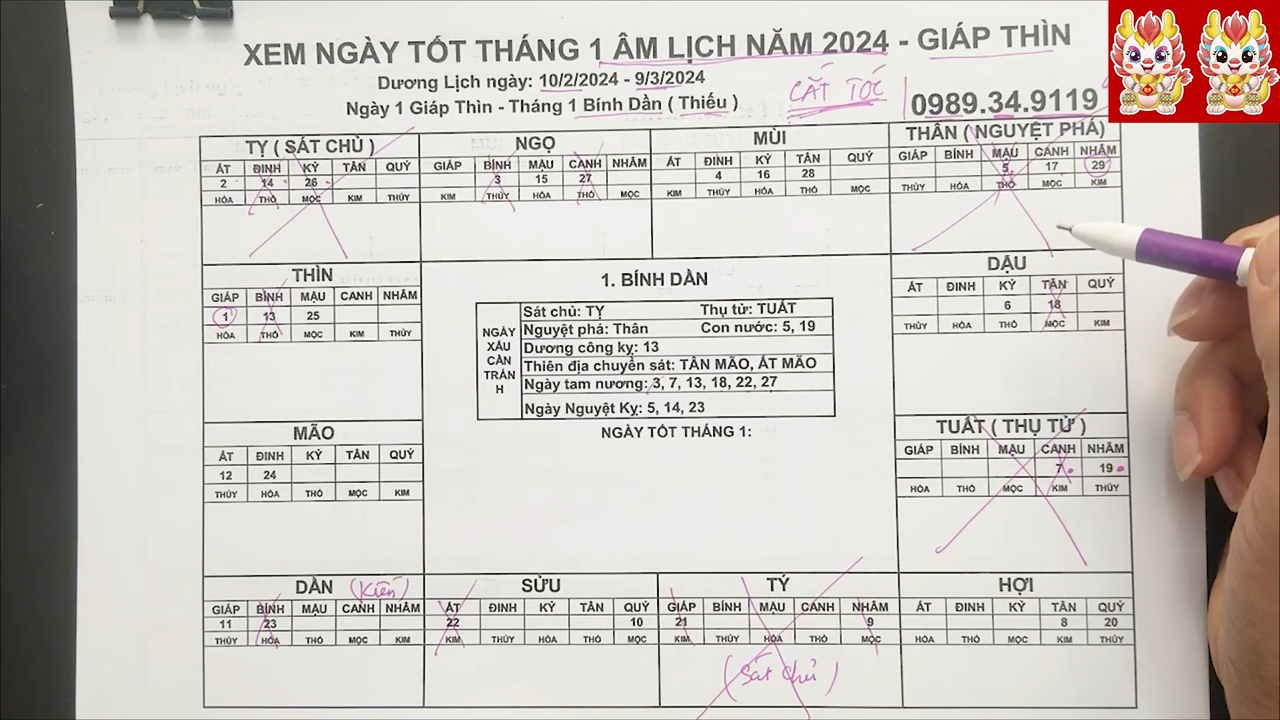 XEM NGÀY TỐT THÁNG 1 ÂM LỊCH NĂM 2024 - GIÁP THÌN
Dương Lịch ngày: 10/2/2024 - 9/3/2024
Ngày 1 Giáp Thìn - Tháng 1 Bính Dần ( Thiếu )
CẮT TÓC
0989.34.9119
TỴ ( SÁT CHỦ )
ẤT ĐINH KỶ TÂN QUÝ
2 14 26
HỎA THỔ MỘC KIM THỦY
NGỌ
GIÁP BÍNH MẬU CANH NHÂM
3 15 27
KIM THỦY HỎA THỔ MỘC
MÙI
ẤT ĐINH KỶ TÂN QUÝ
4 16 28
KIM THỦY HỎA THỔ MỘC
THÂN ( NGUYỆT PHÁ)
GIÁP BÍNH MẬU CANH NHÂM
5 17 29
THỦY HỎA THỔ MỘC KIM
THÌN
GIÁP BÍNH MẬU CANH NHÂM
1 13 25
HỎA THỔ MỘC KIM THỦY
1. BÍNH DẦN
NGÀY XẤU CẦN TRÁNH
Sát chủ: TỴ Thụ tử: TUẤT
Nguyệt phá: Thân Con nước: 5, 19
Dương công kỵ: 13
Thiên địa chuyển sát: TÂN MÃO, ẤT MÃO
Ngày tam nương: 3, 7, 13, 18, 22, 27
Ngày Nguyệt Kỵ: 5, 14, 23
NGÀY TỐT THÁNG 1:
DẬU
ẤT ĐINH KỶ TÂN QUÝ
6 18
THỦY HỎA THỔ MỘC KIM
MÃO
ẤT ĐINH KỶ TÂN QUÝ
12 24
THỦY HỎA THỔ MỘC KIM
TUẤT ( THỤ TỬ )
GIÁP BÍNH MẬU CANH NHÂM
7 19
HỎA THỔ MỘC KIM THỦY
DẦN (Kiến)
GIÁP BÍNH MẬU CANH NHÂM
11 23
THỦY HỎA THỔ MỘC KIM
SỬU
ẤT ĐINH KỶ TÂN QUÝ
22 10
KIM THỦY HỎA THỔ MỘC
TÝ
GIÁP BÍNH MẬU CANH NHÂM
21 9
KIM THỦY HỎA THỔ MỘC
(Sát chủ)
HỢI
ẤT ĐINH KỶ TÂN QUÝ
8 20
HỎA THỔ MỘC KIM THỦY